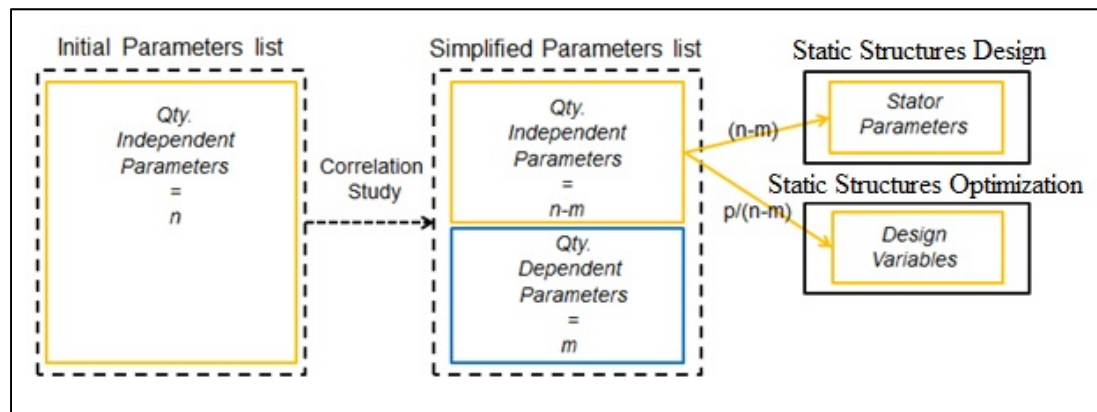 Initial Parameters list
Qty.
Independent
Parameters
=
n
Correlation
Study
Simplified Parameters list
Qty.
Independent
Parameters
=
n-m
Qty.
Dependent
Parameters
=
m
(n-m)
p/(n-m)
Static Structures Design
Stator
Parameters
Static Structures Optimization
Design
Variables